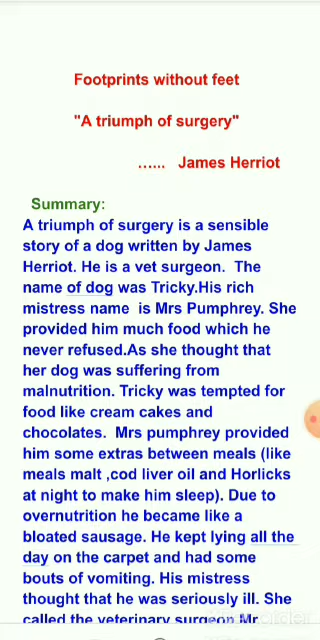 Footprints without feet
"A triumph of surgery"
...... James Herriot
Summary:
A triumph of surgery is a sensible
story of a dog written by James
Herriot. He is a vet surgeon. The
name of dog was Tricky.His rich
mistress name is Mrs Pumphrey. She
provided him much food which he
never refused.As she thought that
her dog was suffering from
malnutrition. Tricky was tempted for
food like cream cakes and
chocolates. Mrs pumphrey provided
him some extras between meals (like
meals malt ,cod liver oil and Horlicks
at night to make him sleep). Due to
overnutrition he became like a
bloated sausage. He kept lying all the
day on the carpet and had some
bouts of vomiting. His mistress
thought that he was seriously ill. She
called the veterinary surgeon Mr